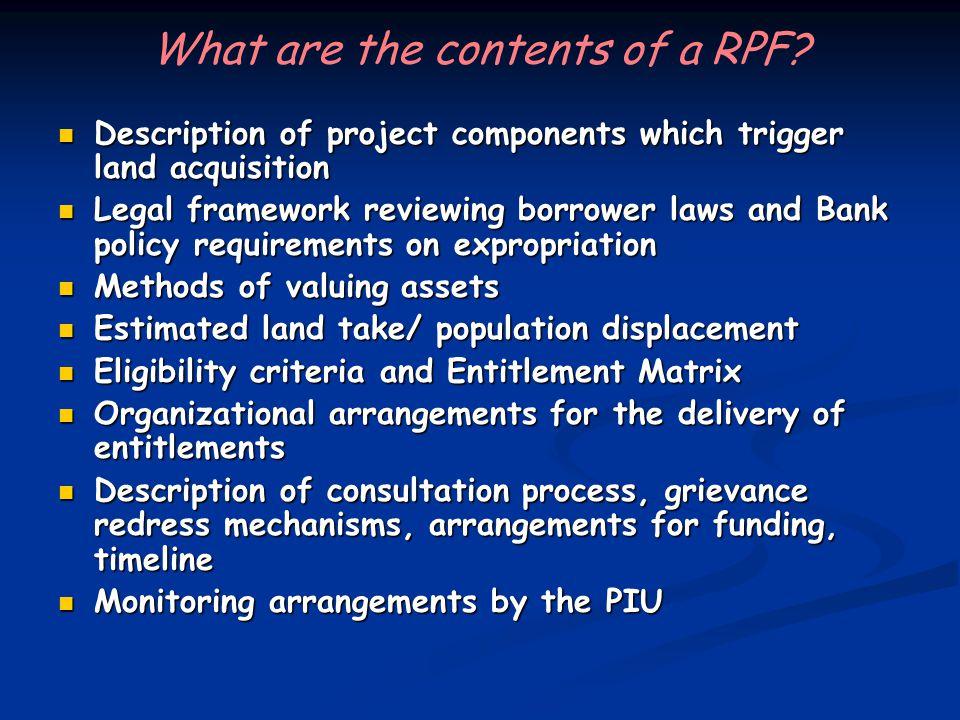 What are the contents of a RPF?
Description of project components which trigger
land acquisition
Legal framework reviewing borrower laws and Bank
policy requirements on expropriation
Methods of valuing assets
Estimated land take/ population displacement
Eligibility criteria and Entitlement Matrix
Organizational arrangements for the delivery of
entitlements
Description of consultation process, grievance
redress mechanisms, arrangements for funding,
timeline
Monitoring arrangements by the PIU